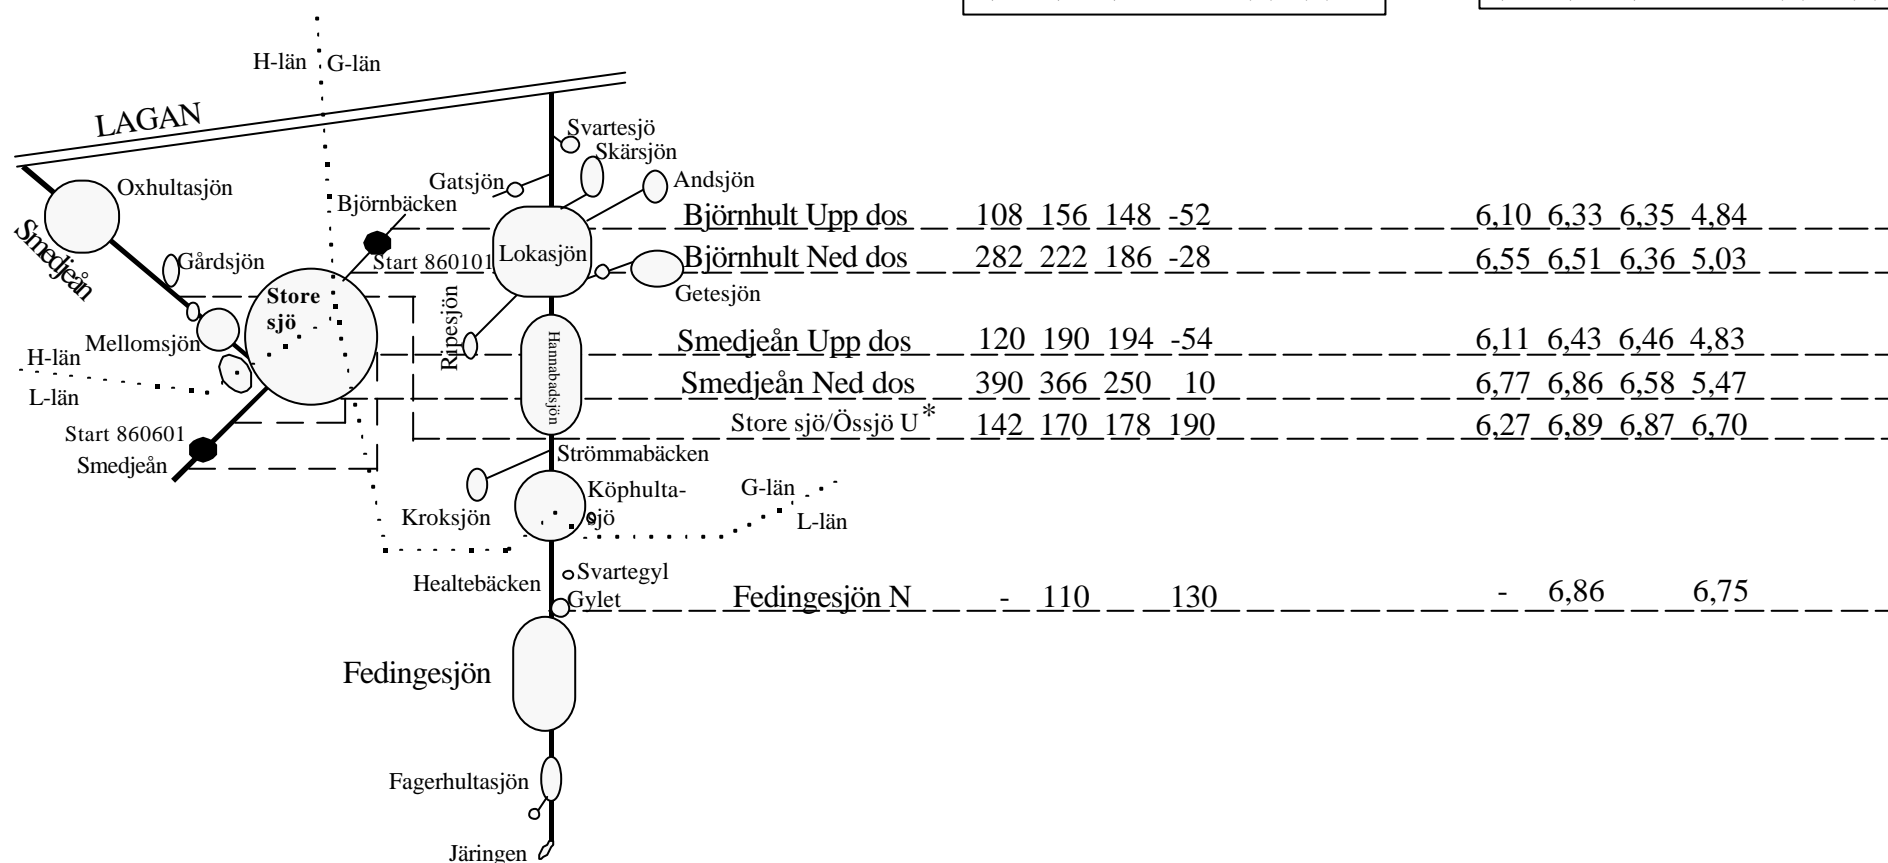 H-län G-län
LAGAN
Svartesjö
Skärsjön
Oxhultasjön
Gatsjön
Andsjön
Björnbäcken
Björnhult Upp dos 108 156 148 -52 6,10 6,33 6,35 4,84
Smedjeån
Gårdsjön
Start 860101
Lokasjön
Björnhult Ned dos 282 222 186 -28 6,55 6,51 6,36 5,03
Getesjön
Store
sjö
Ripesjön
Hannabadsjön
Mellomsjön
Smedjeån Upp dos 120 190 194 -54 6,11 6,43 6,46 4,83
H-län
L-län
Smedjeån Ned dos 390 366 250 10 6,77 6,86 6,58 5,47
Store sjö/Össjö U* 142 170 178 190 6,27 6,89 6,87 6,70
Start 860601
Smedjeån
Strömmabäcken
Köphulta-
sjö
G-län
L-län
Kroksjön
Healtebäcken
Svartegyl
Gylet
Fedingesjön N - 110 130 - 6,86 6,75
Fedingesjön
Fagerhultasjön
Järingen